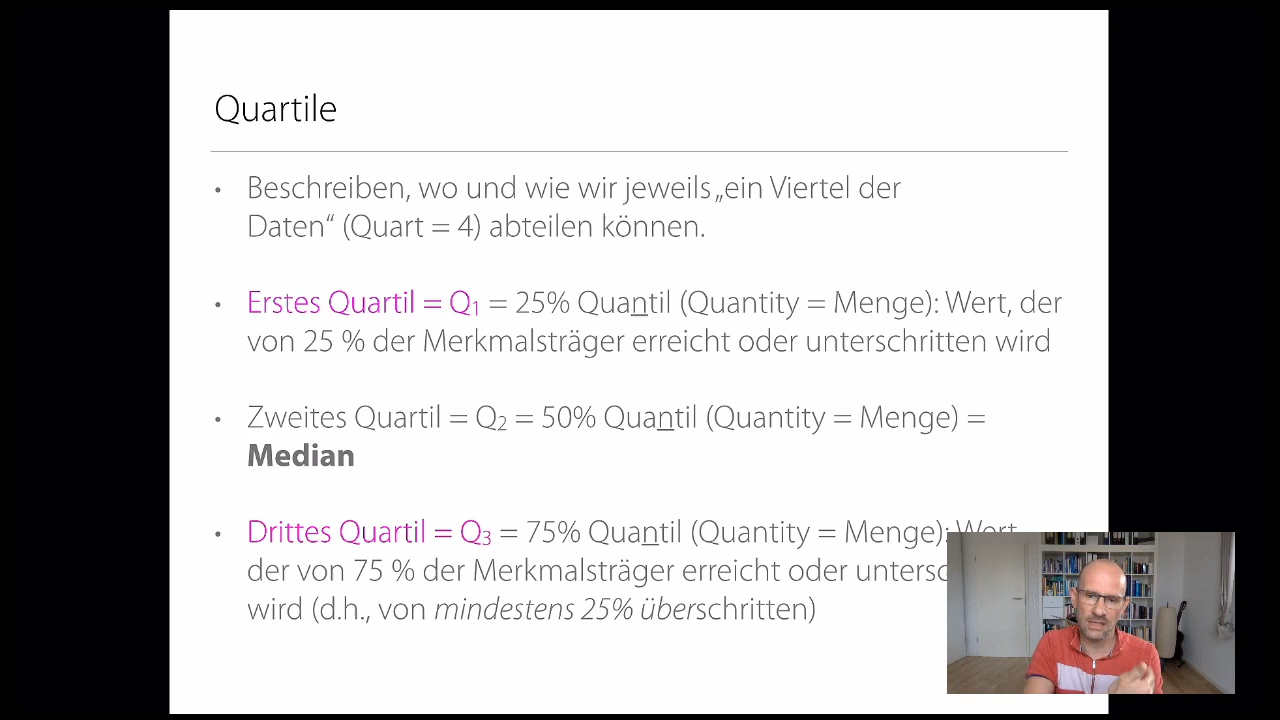 Quartile
• Beschreiben, wo und wie wir jeweils „ein Viertel der
Daten“ (Quart = 4) abteilen können.
• Erstes Quartil = Q1 = 25% Quantil (Quantity = Menge): Wert, der
von 25 % der Merkmalsträger erreicht oder unterschritten wird
• Zweites Quartil = Q2 = 50% Quantil (Quantity = Menge) =
Median
• Drittes Quartil = Q3 = 75% Quantil (Quantity = Menge): Wert
der von 75 % der Merkmalsträger erreicht oder
wird (d.h., von mindestens 25% überschritten)